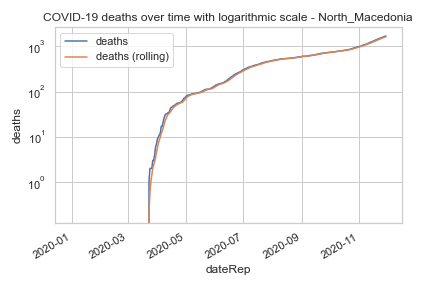 COVID-19 deaths over time with logarithmic scale - North_Macedonia
deaths
deaths (rolling)
10³
10²
10¹
10⁰
deaths
2020-01
2020-03
2020-05
2020-07
2020-09
2020-11
dateRep